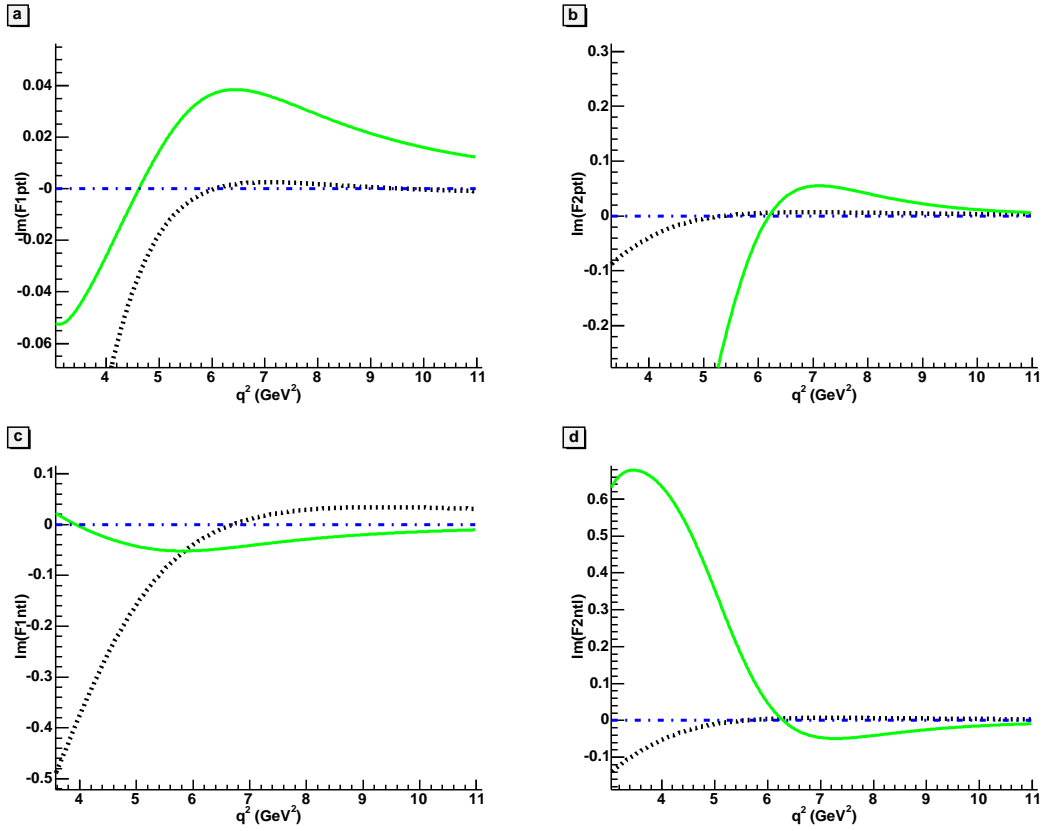 a
Im(F1ptl)
0.04
0.02
-0
-0.02
-0.04
-0.06
4 5 6 7 8 9 10 11
q² (GeV²)
b
Im(F2ptl)
0.3
0.2
0.1
0
-0.1
-0.2
4 5 6 7 8 9 10 11
q² (GeV²)
c
Im(F1ntl)
0.1
0
-0.1
-0.2
-0.3
-0.4
-0.5
4 5 6 7 8 9 10 11
q² (GeV²)
d
Im(F2ntl)
0.6
0.5
0.4
0.3
0.2
0.1
0
-0.1
4 5 6 7 8 9 10 11
q² (GeV²)